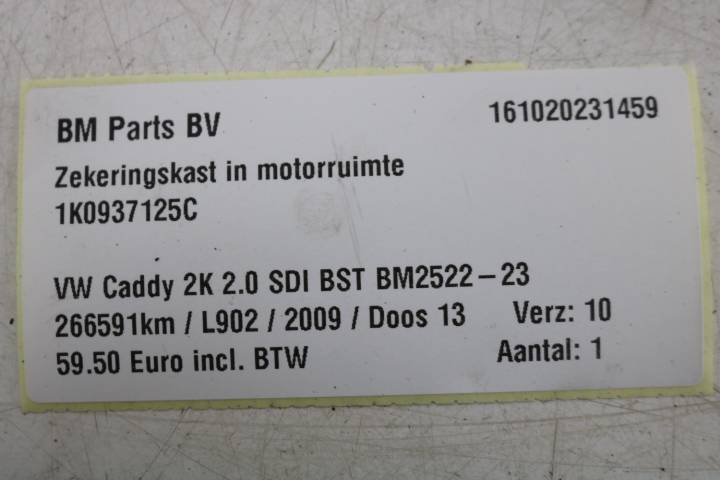 BM Parts BV 161020231459
Zekeringskast in motorruimte
1K0937125C
VW Caddy 2K 2.0 SDI BST BM2522-23
266591km / L902 / 2009 / Doos 13 Verz: 10
59.50 Euro incl. BTW Aantal: 1